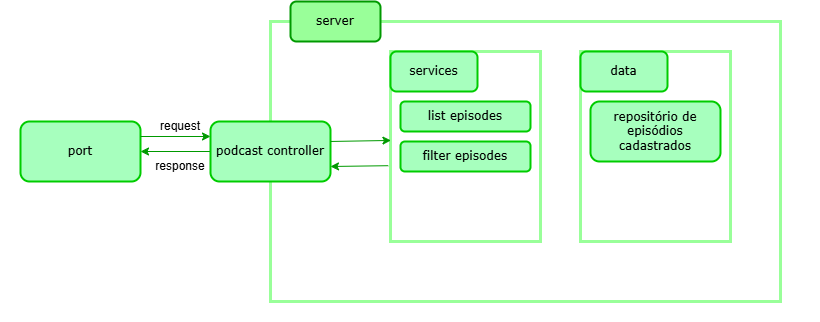 server
services
data
list episodes
repositório de
episódios
cadastrados
request
port
podcast controller
filter episodes
response